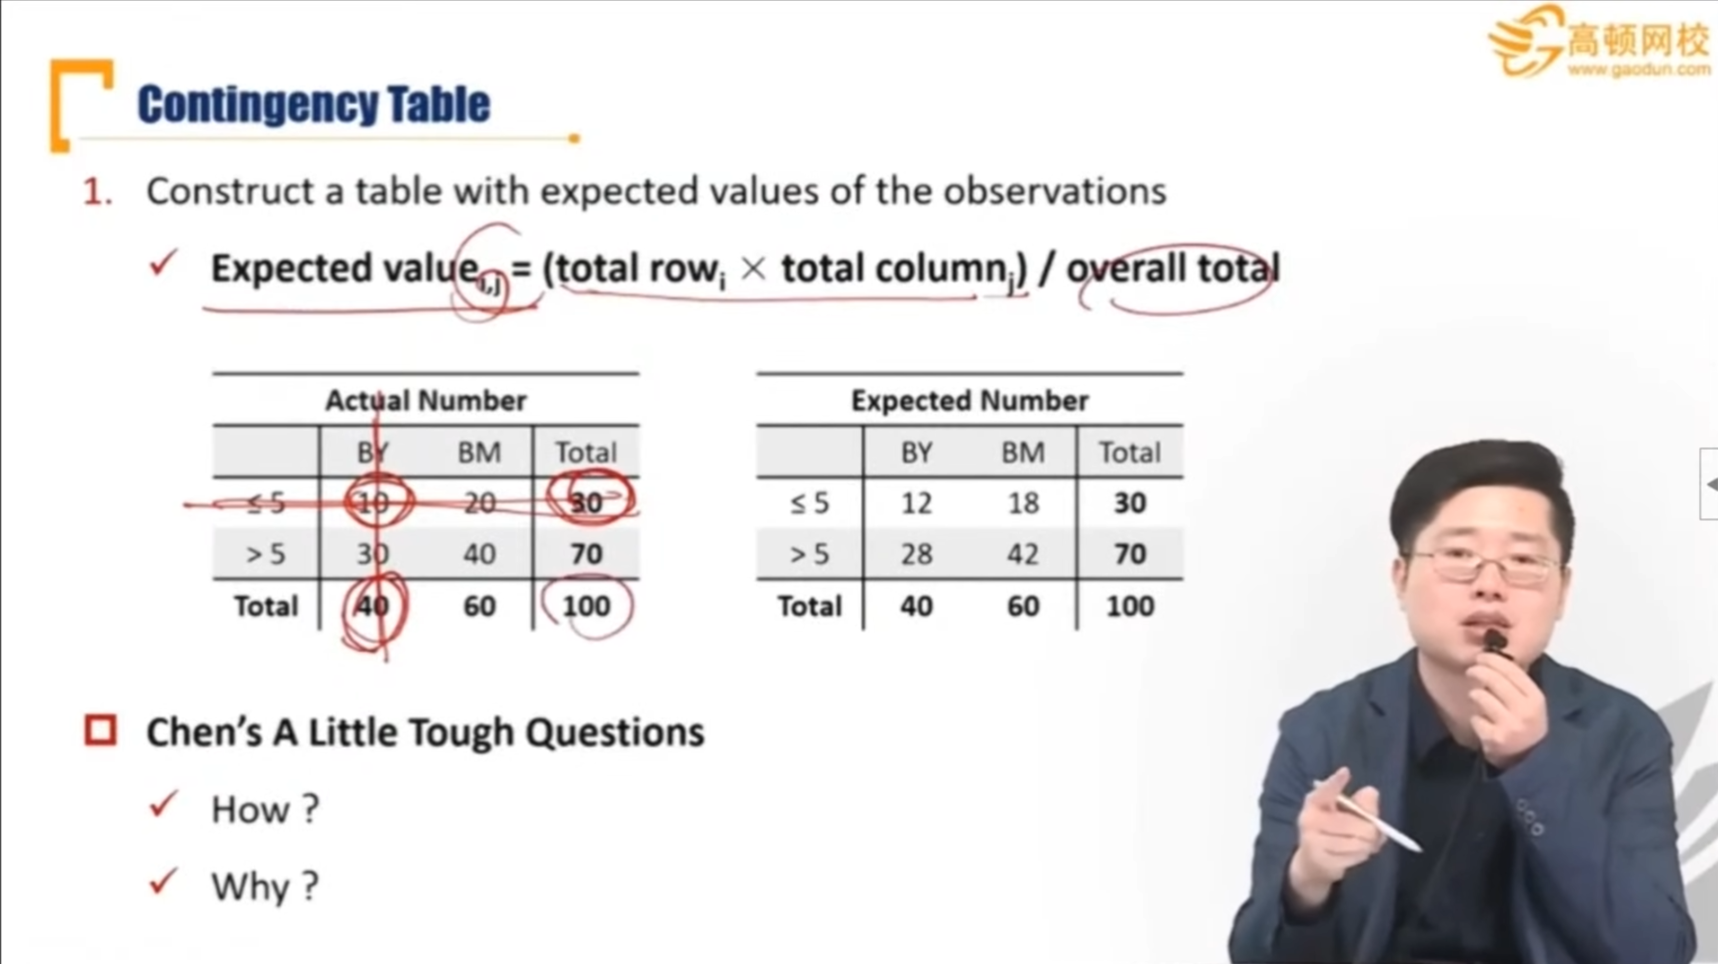 高顿网校
www.gaodun.com
Contingency Table
1. Construct a table with expected values of the observations
✓ Expected value i,j = (total row i × total column j) / overall total
Actual Number
BY BM Total
≤ 5 10 20 30
> 5 30 40 70
Total 40 60 100
Expected Number
BY BM Total
≤ 5 12 18 30
> 5 28 42 70
Total 40 60 100
Chen's A Little Tough Questions
✓ How ?
✓ Why ?